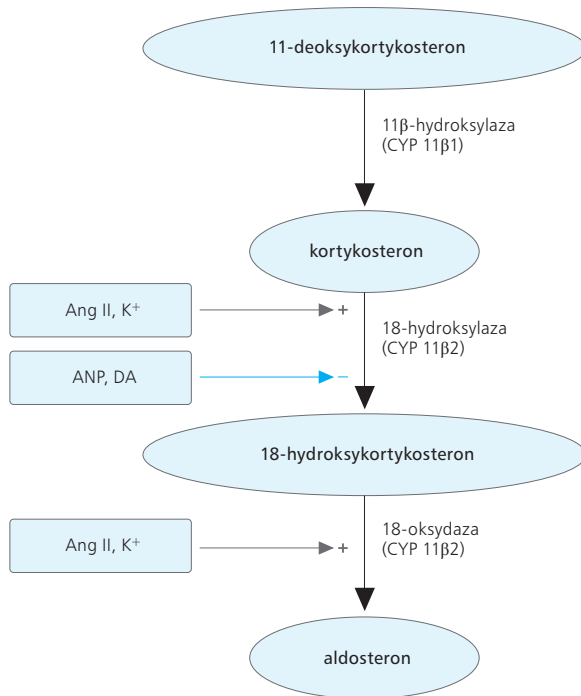 11-deoksykortykosteron
11β-hydroksylaza
(CYP 11β1)
kortykosteron
Ang II, K⁺
+
18-hydroksylaza
(CYP 11β2)
ANP, DA
–
18-hydroksykortykosteron
Ang II, K⁺
+
18-oksydaza
(CYP 11β2)
aldosteron